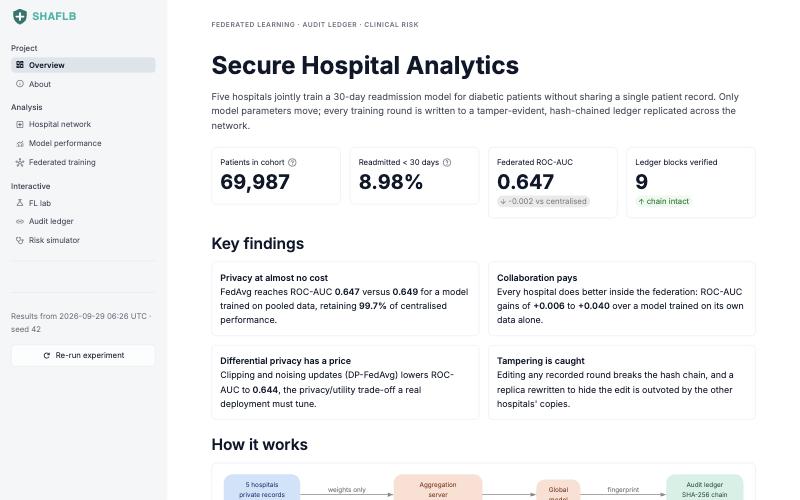 SHAFLB
Project
Overview
About
Analysis
Hospital network
Model performance
Federated training
Interactive
FL lab
Audit ledger
Risk simulator
Results from 2026-09-29 06:26 UTC ·
seed 42
Re-run experiment
FEDERATED LEARNING · AUDIT LEDGER · CLINICAL RISK
Secure Hospital Analytics
Five hospitals jointly train a 30-day readmission model for diabetic patients without sharing a single patient record. Only
model parameters move; every training round is written to a tamper-evident, hash-chained ledger replicated across the
network.
Patients in cohort
69,987
Readmitted < 30 days
8.98%
Federated ROC-AUC
0.647
↓ -0.002 vs centralised
Ledger blocks verified
9
↑ chain intact
Key findings
Privacy at almost no cost
FedAvg reaches ROC-AUC 0.647 versus 0.649 for a model
trained on pooled data, retaining 99.7% of centralised
performance.
Collaboration pays
Every hospital does better inside the federation: ROC-AUC
gains of +0.006 to +0.040 over a model trained on its own
data alone.
Differential privacy has a price
Clipping and noising updates (DP-FedAvg) lowers ROC-
AUC to 0.644, the privacy/utility trade-off a real
deployment must tune.
Tampering is caught
Editing any recorded round breaks the hash chain, and a
replica rewritten to hide the edit is outvoted by the other
hospitals' copies.
How it works
5 hospitals
private records
weights only
Aggregation
server
Global
model
fingerprint
Audit ledger
SHA-256 chain